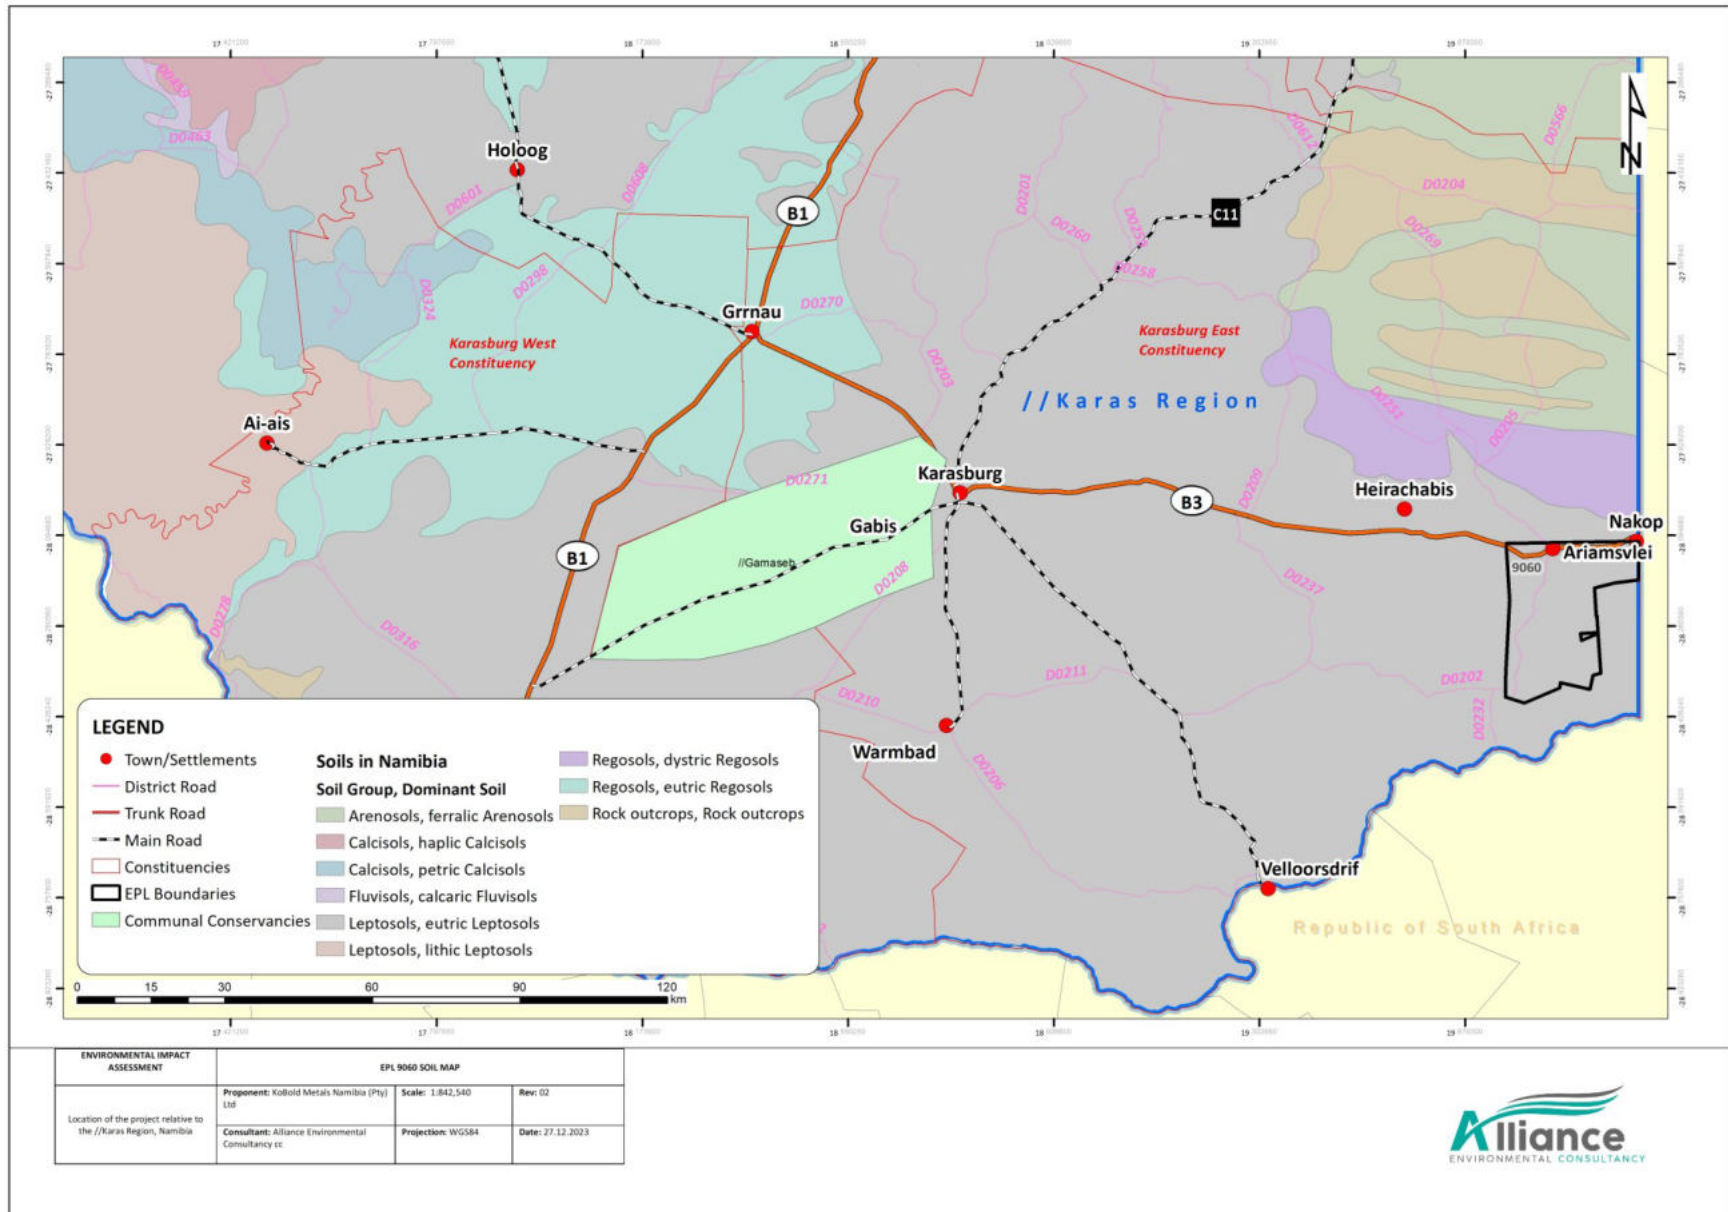 17.421200
17.797600
Holoog
Grrnau
Ai-ais
Karasburg
Gabis
//Gamaseb
Heirachabis
Nakop
Ariamsvlei
9060
Warmbad
Velloorsdrif
Karasburg West
Constituency
Karasburg East
Constituency
//Karas Region
Republic of South Africa
N
B1
B1
B3
C11
D0459
D0463
D0601
D0608
D0298
D0324
D0270
D0203
D0201
D0260
D0258
D0612
D0566
D0204
D0269
D0251
D0205
D0209
D0271
D0208
D0237
D0278
D0316
D0210
D0211
D0206
D0202
D0232
LEGEND
Town/Settlements
District Road
Trunk Road
Main Road
Constituencies
EPL Boundaries
Communal Conservancies
Soils in Namibia
Soil Group, Dominant Soil
Arenosols, ferralic Arenosols
Calcisols, haplic Calcisols
Calcisols, petric Calcisols
Fluvisols, calcaric Fluvisols
Leptosols, eutric Leptosols
Leptosols, lithic Leptosols
Regosols, dystric Regosols
Regosols, eutric Regosols
Rock outcrops, Rock outcrops
0 15 30 60 90 120
km
ENVIRONMENTAL IMPACT
ASSESSMENT
EPL 9060 SOIL MAP
Location of the project relative to
the //Karas Region, Namibia
Proponent: KoBold Metals Namibia (Pty)
Ltd
Scale: 1:842,540
Rev: 02
Consultant: Alliance Environmental
Consultancy cc
Projection: WGS84
Date: 27.12.2023
Alliance
ENVIRONMENTAL CONSULTANCY